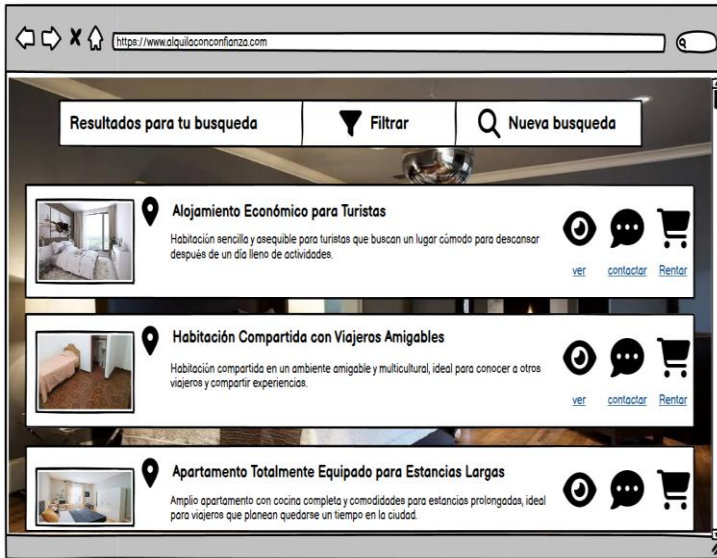 https://www.alquilaconconfianza.com
Resultados para tu busqueda
Filtrar
Nueva busqueda
Alojamiento Económico para Turistas
Habitación sencilla y asequible para turistas que buscan un lugar cómodo para descansar
después de un día lleno de actividades.
ver
contactar
Rentar
Habitación Compartida con Viajeros Amigables
Habitación compartida en un ambiente amigable y multicultural, ideal para conocer a otros
viajeros y compartir experiencias.
ver
contactar
Rentar
Apartamento Totalmente Equipado para Estancias Largas
Amplio apartamento con cocina completa y comodidades para estancias prolongadas, ideal
para viajeros que planean quedarse un tiempo en la ciudad.